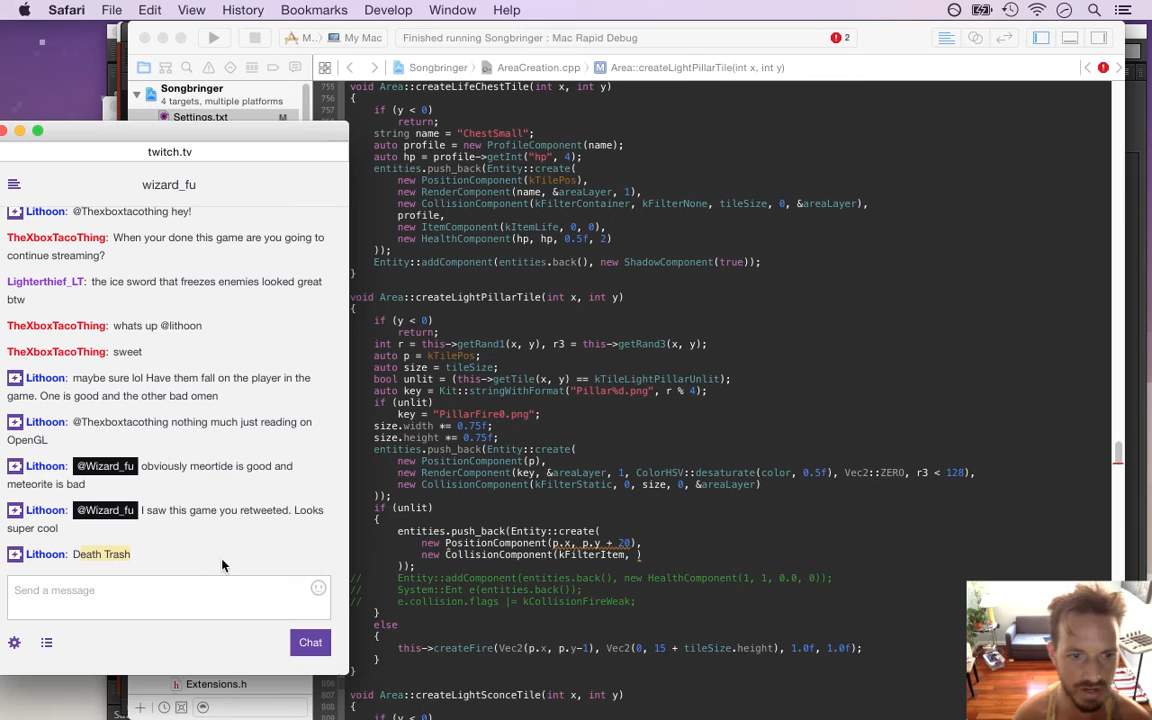 Safari File Edit View History Bookmarks Develop Window Help
M.. My Mac
Finished running Songbringer : Mac Rapid Debug
2
Songbringer
4 targets, multiple platforms
Settings.txt M
Songbringer AreaCreation.cpp Area::createLightPillarTile(int x, int y)
twitch.tv
wizard_fu
Lithoon: @Thexboxtacothing hey!
TheXboxTacoThing: When your done this game are you going to
continue streaming?
Lighterthief_LT: the ice sword that freezes enemies looked great
btw
TheXboxTacoThing: whats up @lithoon
TheXboxTacoThing: sweet
Lithoon: maybe sure lol Have them fall on the player in the
game. One is good and the other bad omen
Lithoon: @Thexboxtacothing nothing much just reading on
OpenGL
Lithoon: @Wizard_fu obviously meortide is good and
meteorite is bad
Lithoon: @Wizard_fu I saw this game you retweeted. Looks
super cool
Lithoon: Death Trash
Send a message
Chat
Extensions.h
755 void Area::createLifeChestTile(int x, int y)
756 {
757 if (y < 0)
758 return;
759 string name = "ChestSmall";
auto profile = new ProfileComponent(name);
auto hp = profile->getInt("hp", 4);
entities.push_back(Entity::create(
new PositionComponent(kTilePos),
new RenderComponent(name, &areaLayer, 1),
new CollisionComponent(kFilterContainer, kFilterNone, tileSize, 0, &areaLayer),
profile,
new ItemComponent(kItemLife, 0, 0),
new HealthComponent(hp, hp, 0.5f, 2)
));
Entity::addComponent(entities.back(), new ShadowComponent(true));
}
void Area::createLightPillarTile(int x, int y)
{
if (y < 0)
return;
int r = this->getRand1(x, y), r3 = this->getRand3(x, y);
auto p = kTilePos;
auto size = tileSize;
bool unlit = (this->getTile(x, y) == kTileLightPillarUnlit);
auto key = Kit::stringWithFormat("Pillar%d.png", r % 4);
if (unlit)
key = "PillarFire0.png";
size.width *= 0.75f;
size.height *= 0.75f;
entities.push_back(Entity::create(
new PositionComponent(p),
new RenderComponent(key, &areaLayer, 1, ColorHSV::desaturate(color, 0.5f), Vec2::ZERO, r3 < 128),
new CollisionComponent(kFilterStatic, 0, size, 0, &areaLayer)
));
if (unlit)
{
entities.push_back(Entity::create(
new PositionComponent(p.x, p.y + 20),
new CollisionComponent(kFilterItem, )
));
// Entity::addComponent(entities.back(), new HealthComponent(1, 1, 0.0, 0));
// System::Ent e(entities.back());
// e.collision.flags |= kCollisionFireWeak;
}
else
{
this->createFire(Vec2(p.x, p.y-1), Vec2(0, 15 + tileSize.height), 1.0f, 1.0f);
}
}
806
807 void Area::createLightSconceTile(int x, int y)
808 {
if (y < 0)